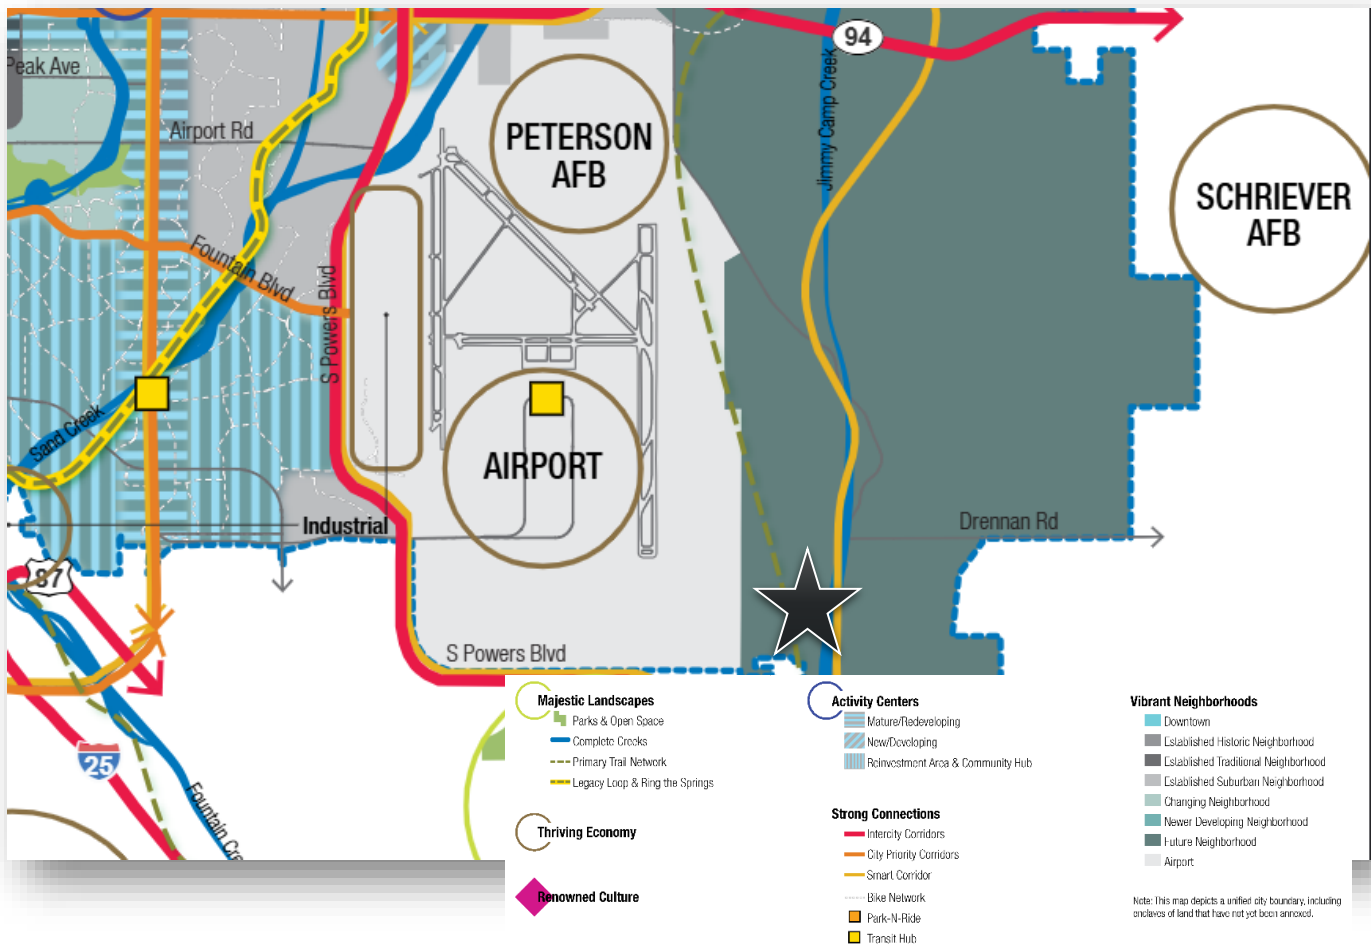 Peak Ave
94
Jimmy Camp Creek
Airport Rd
PETERSON
AFB
SCHRIEVER
AFB
Fountain Blvd
S Powers Blvd
Sand Creek
AIRPORT
Industrial
Drennan Rd
87
S Powers Blvd
25
Fountain Cre
Majestic Landscapes
Parks & Open Space
Complete Creeks
Primary Trail Network
Legacy Loop & Ring the Springs
Thriving Economy
Renowned Culture
Activity Centers
Mature/Redeveloping
New/Developing
Reinvestment Area & Community Hub
Strong Connections
Intercity Corridors
City Priority Corridors
Smart Corridor
Bike Network
Park-N-Ride
Transit Hub
Vibrant Neighborhoods
Downtown
Established Historic Neighborhood
Established Traditional Neighborhood
Established Suburban Neighborhood
Changing Neighborhood
Newer Developing Neighborhood
Future Neighborhood
Airport
Note: This map depicts a unified city boundary, including
enclaves of land that have not yet been annexed.